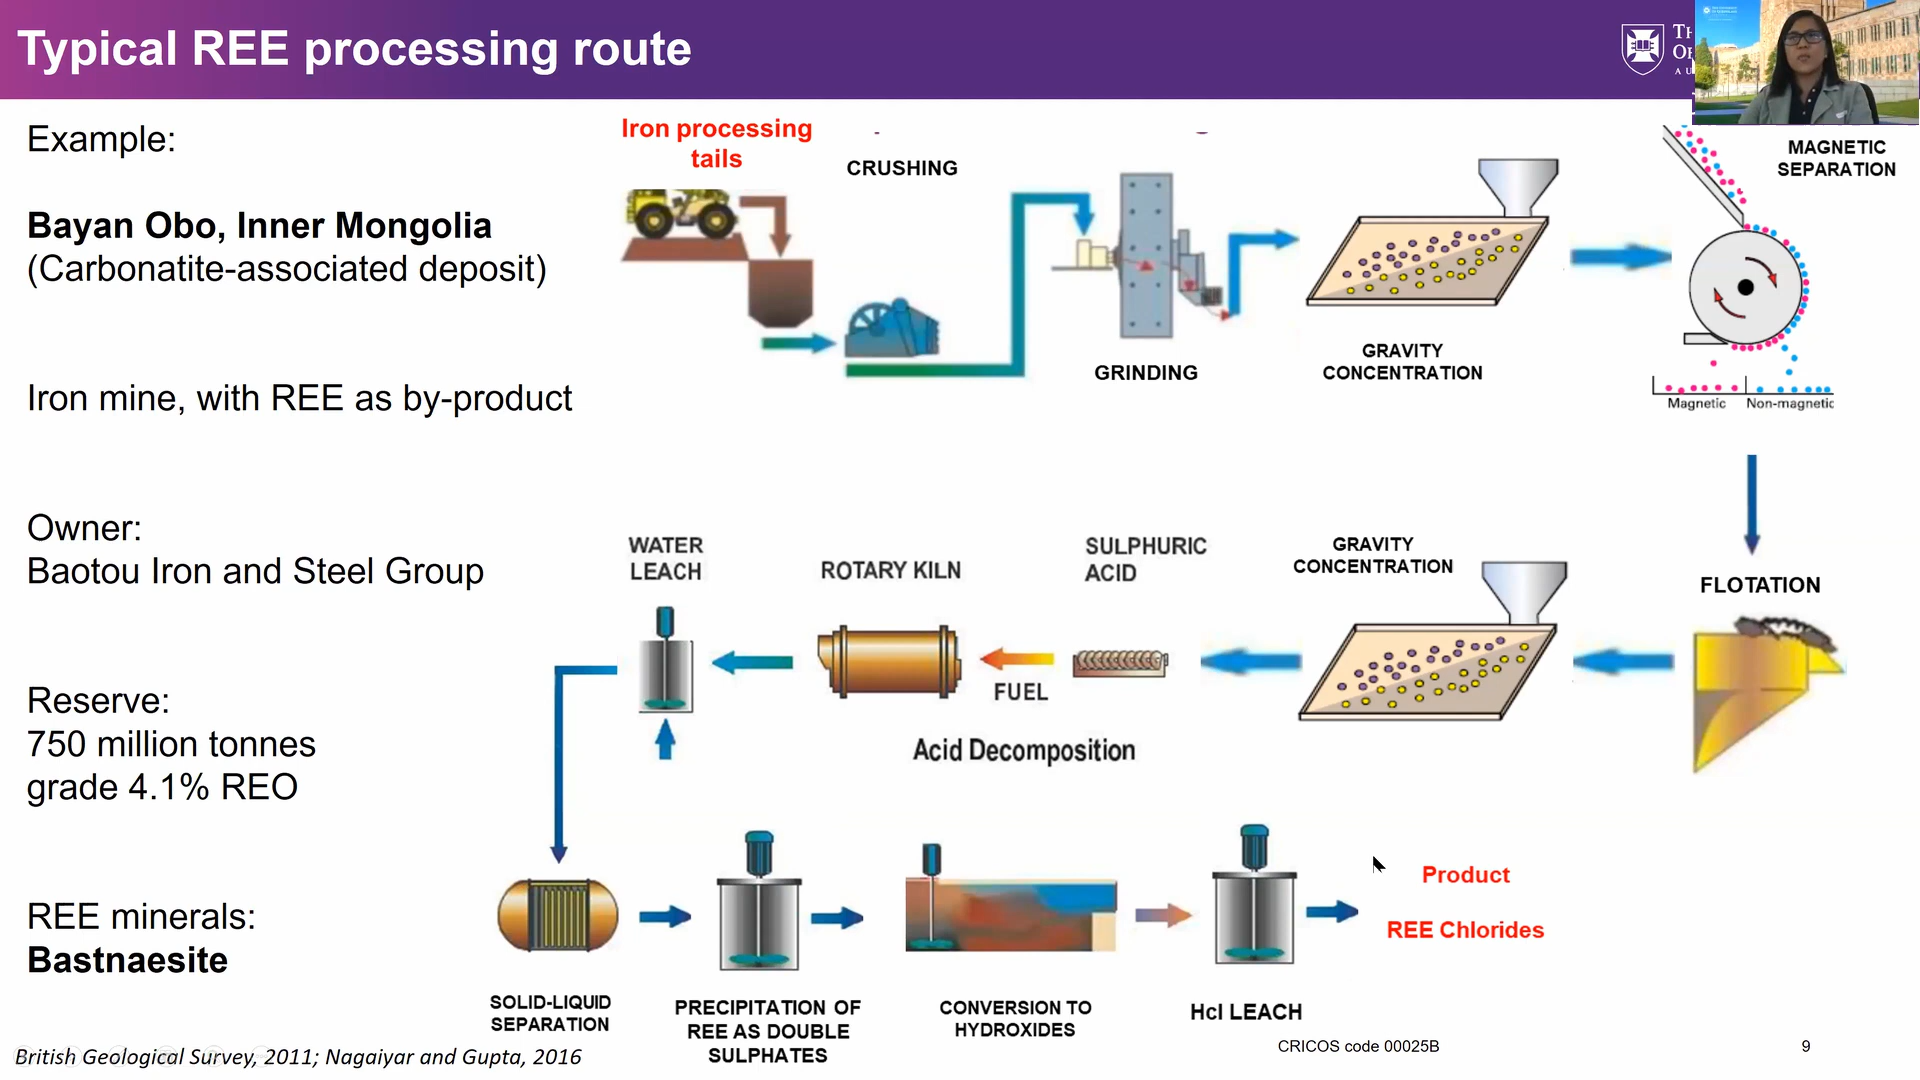 Typical REE processing route
Example:
Bayan Obo, Inner Mongolia
(Carbonatite-associated deposit)
Iron mine, with REE as by-product
Owner:
Baotou Iron and Steel Group
Reserve:
750 million tonnes
grade 4.1% REO
REE minerals:
Bastnaesite
Iron processing
tails
CRUSHING
GRINDING
GRAVITY
CONCENTRATION
MAGNETIC
SEPARATION
Magnetic Non-magnetic
FLOTATION
GRAVITY
CONCENTRATION
SULPHURIC
ACID
FUEL
ROTARY KILN
Acid Decomposition
WATER
LEACH
SOLID-LIQUID
SEPARATION
PRECIPITATION OF
REE AS DOUBLE
SULPHATES
CONVERSION TO
HYDROXIDES
Hcl LEACH
Product
REE Chlorides
British Geological Survey, 2011; Nagaiyar and Gupta, 2016
CRICOS code 00025B
9